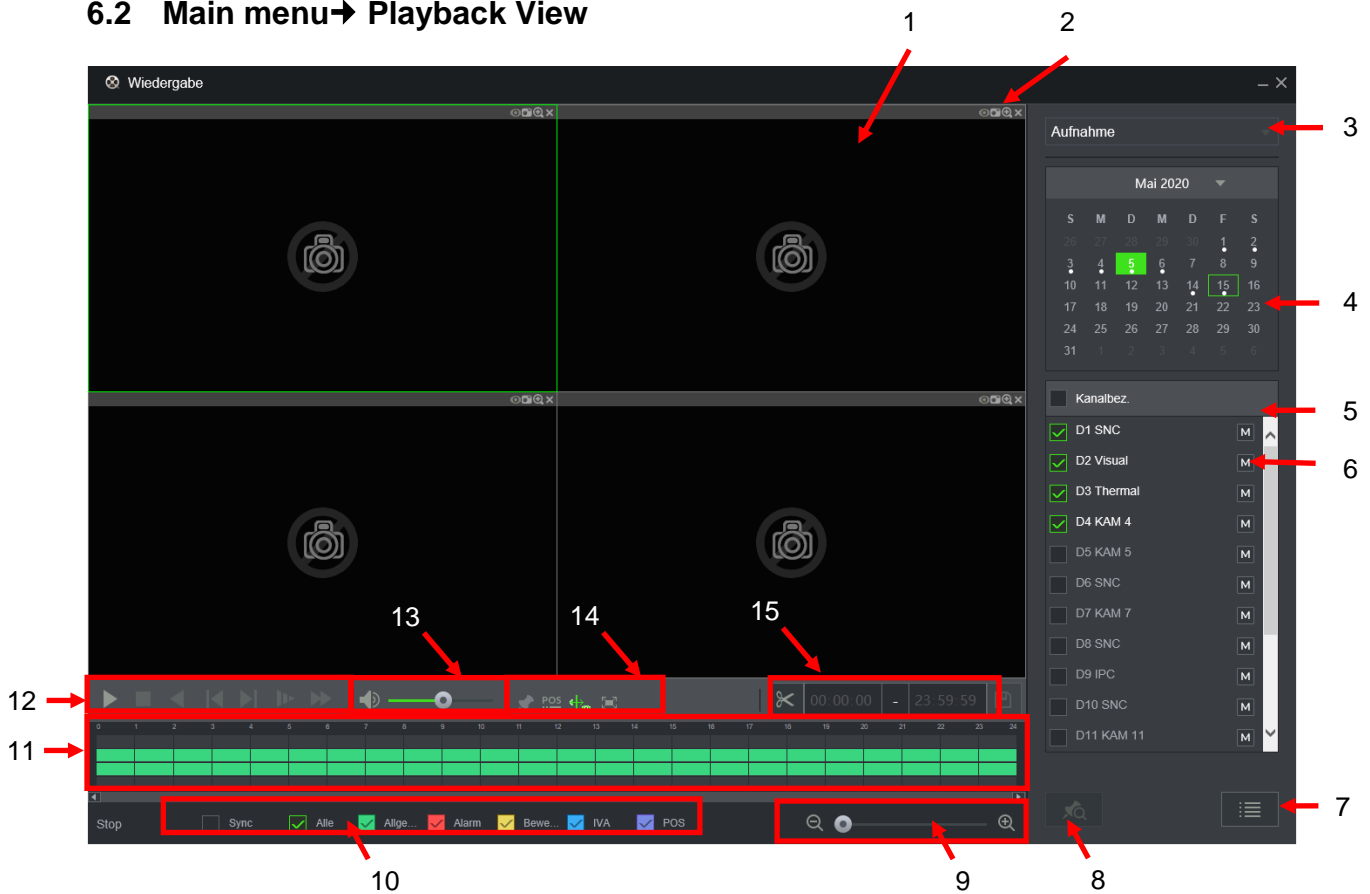 6.2 Main menu➔ Playback View
1
2
Wiedergabe
Aufnahme
3
Mai 2020
S M D M D F S
26 27 28 29 30 1 2
3 4 5 6 7 8 9
10 11 12 13 14 15 16
17 18 19 20 21 22 23
24 25 26 27 28 29 30
31 1 2 3 4 5 6
4
Kanalbez.
5
D1 SNC M
D2 Visual M
6
D3 Thermal M
D4 KAM 4 M
D5 KAM 5 M
D6 SNC M
D7 KAM 7 M
D8 SNC M
D9 IPC M
D10 SNC M
D11 KAM 11 M
13
14
15
12
POS
00:00:00 - 23:59:59
11
0 1 2 3 4 5 6 7 8 9 10 11 12 13 14 15 16 17 18 19 20 21 22 23 24
Stop
Sync Alle Allge... Alarm Bewe... IVA POS
7
10
9
8